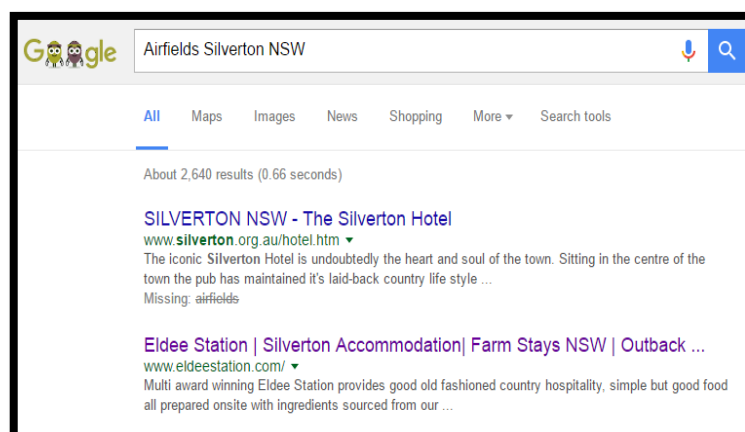 Google
Airfields Silverton NSW
All Maps Images News Shopping More Search tools
About 2,640 results (0.66 seconds)
SILVERTON NSW - The Silverton Hotel
www.silverton.org.au/hotel.htm
The iconic Silverton Hotel is undoubtedly the heart and soul of the town. Sitting in the centre of the
town the pub has maintained it's laid-back country life style ...
Missing: airfields
Eldee Station | Silverton Accommodation| Farm Stays NSW | Outback ...
www.eldeestation.com/
Multi award winning Eldee Station provides good old fashioned country hospitality, simple but good food
all prepared onsite with ingredients sourced from our ...